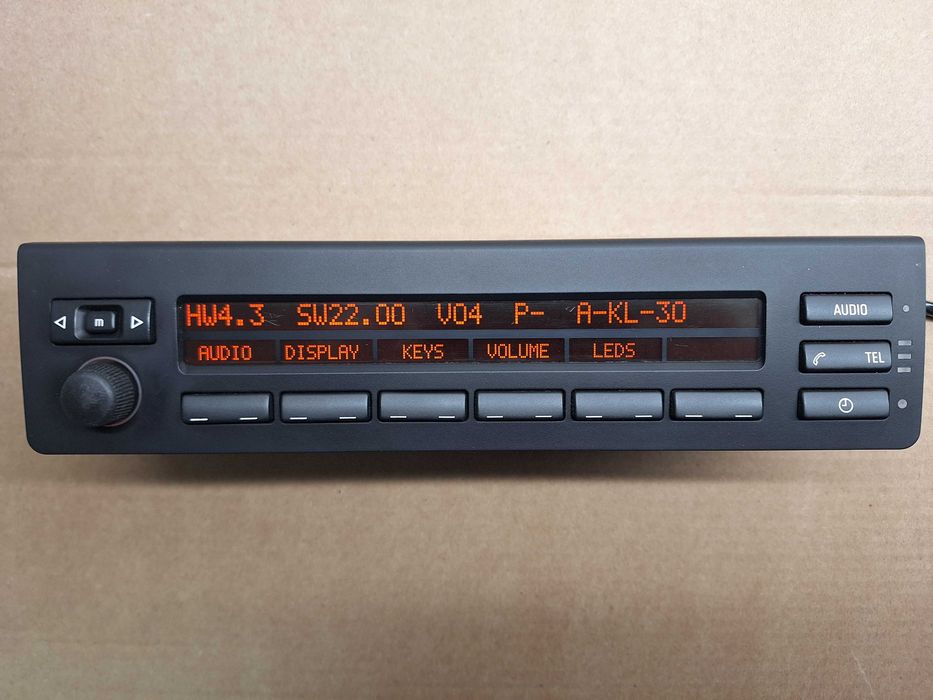 HW4.3 SW22.00 V04 P- A-KL-30
AUDIO DISPLAY KEYS VOLUME LEDS
m
AUDIO
TEL